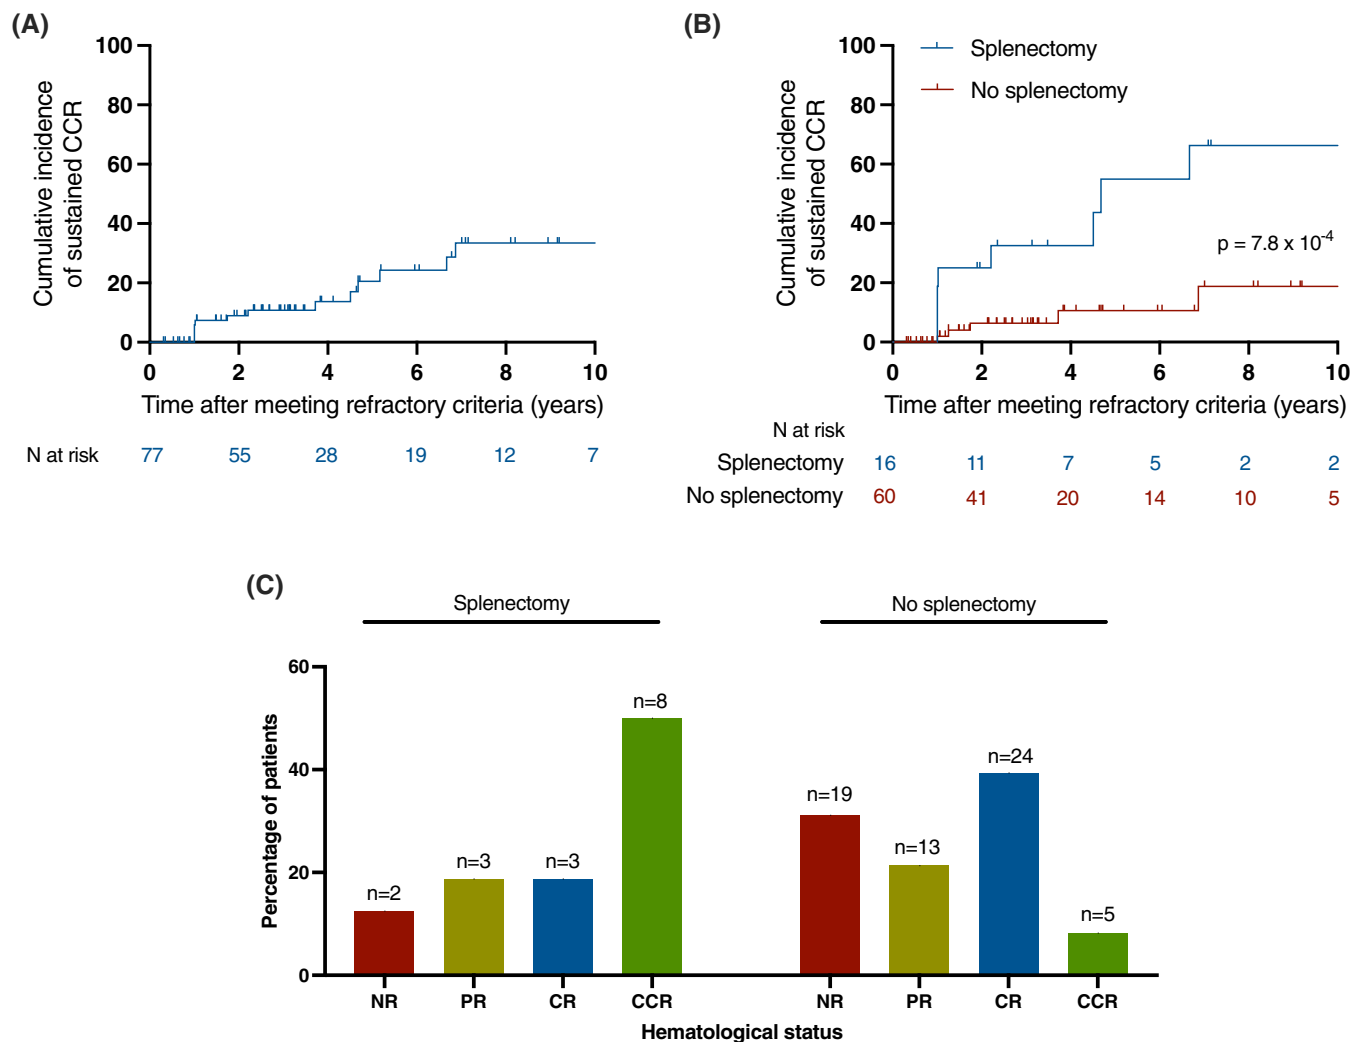 (A)
100
80
60
40
20
0
Cumulative incidence
of sustained CCR
0 2 4 6 8 10
Time after meeting refractory criteria (years)
N at risk 77 55 28 19 12 7
(B)
100
80
60
40
20
0
Cumulative incidence
of sustained CCR
Splenectomy
No splenectomy
p = 7.8 x 10⁻⁴
0 2 4 6 8 10
Time after meeting refractory criteria (years)
N at risk
Splenectomy 16 11 7 5 2 2
No splenectomy 60 41 20 14 10 5
(C)
Splenectomy No splenectomy
60
40
20
0
Percentage of patients
n=2 n=3 n=3 n=8 n=19 n=13 n=24 n=5
NR PR CR CCR NR PR CR CCR
Hematological status